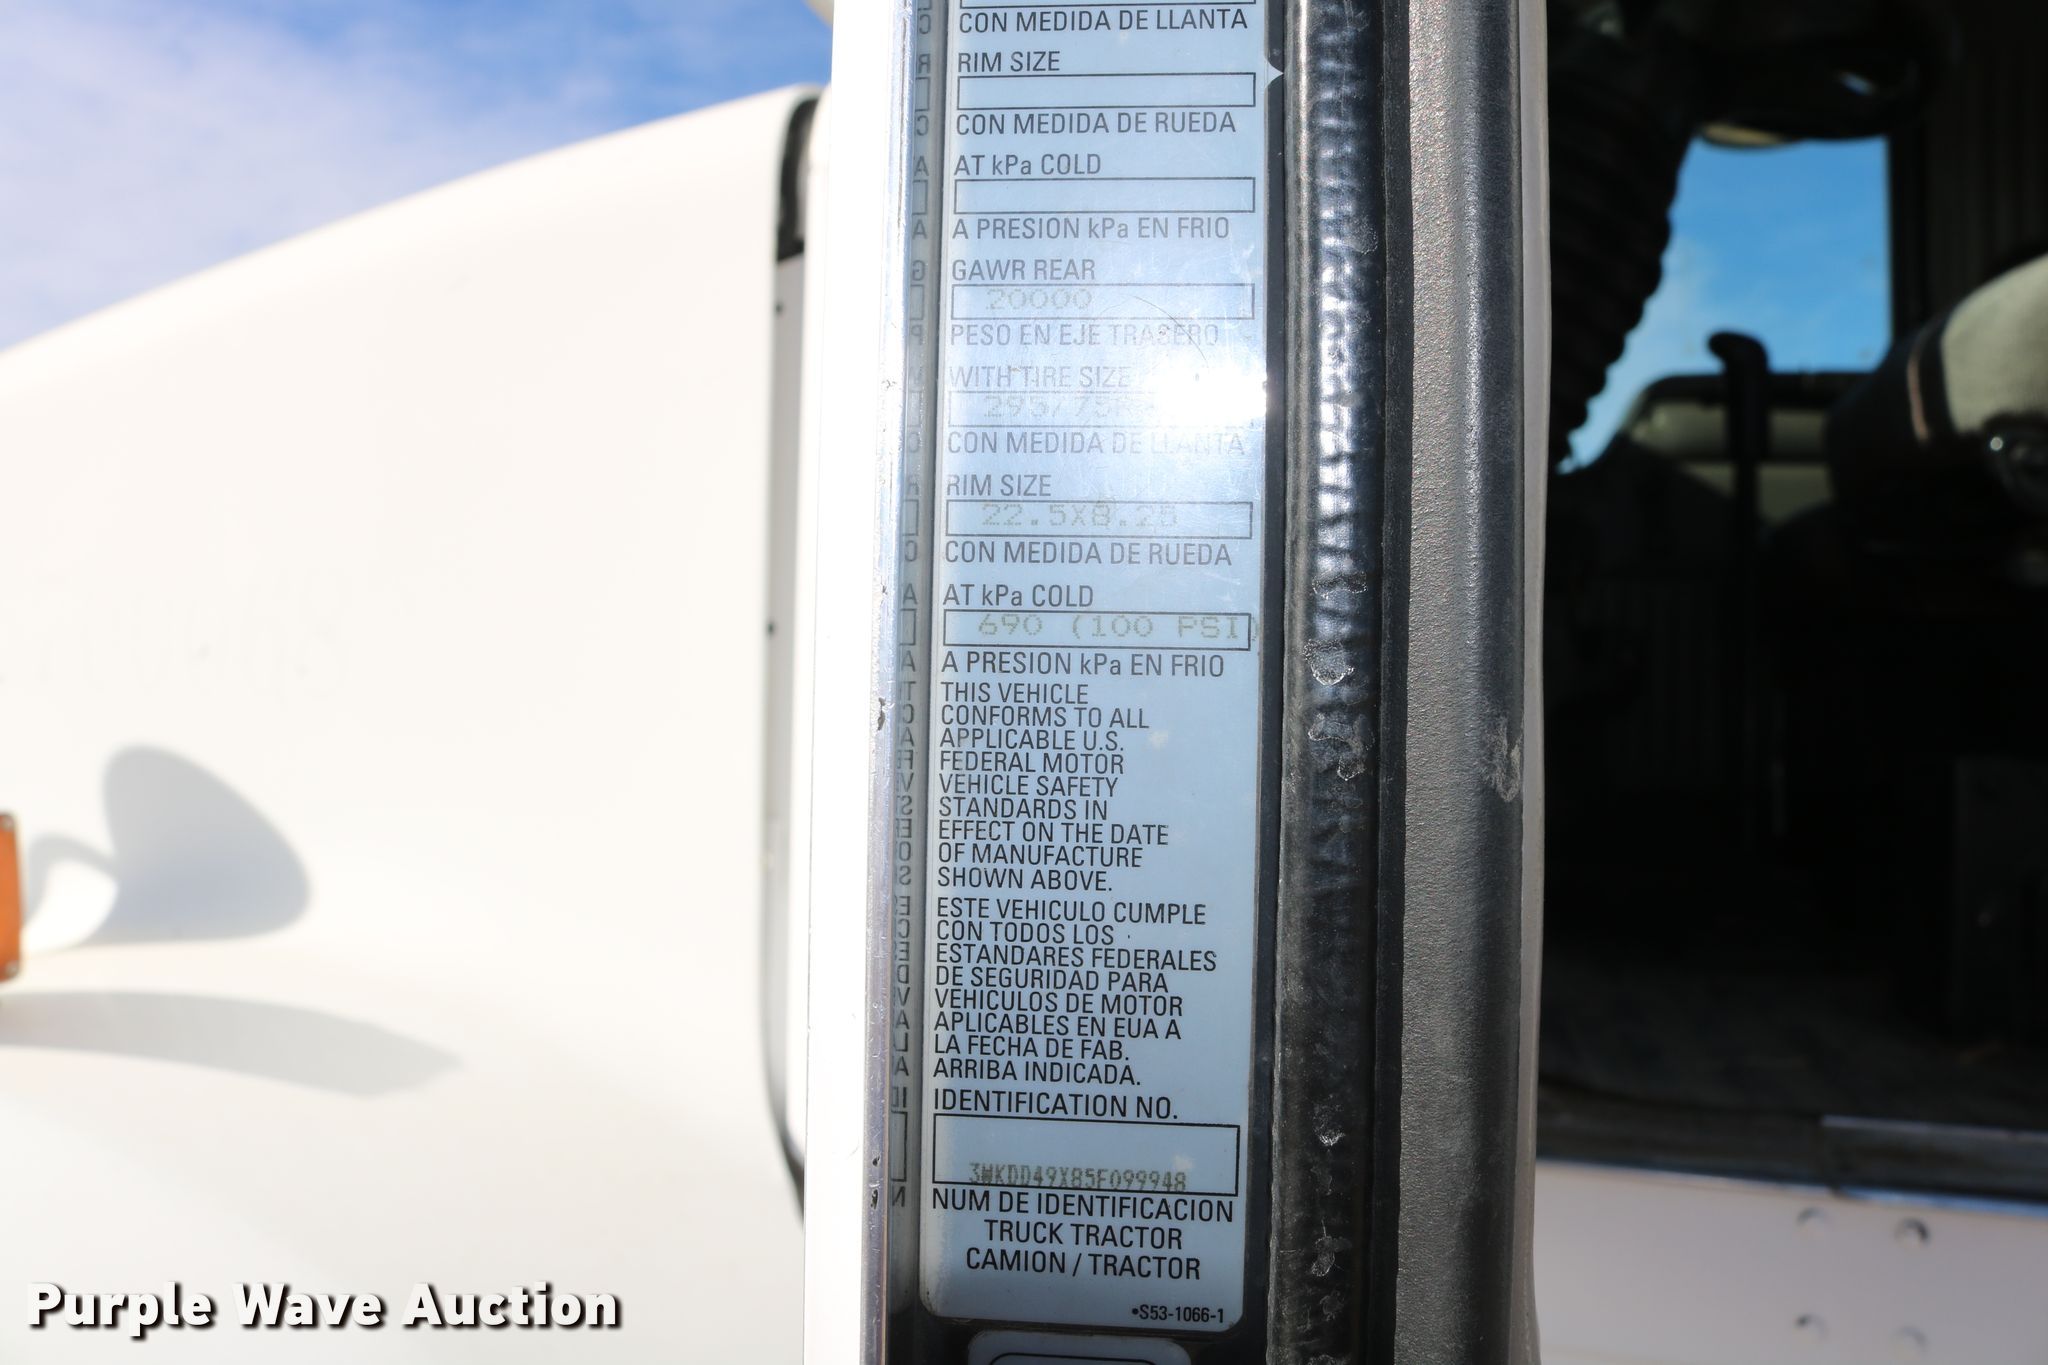 CON MEDIDA DE LLANTA
RIM SIZE
CON MEDIDA DE RUEDA
AT kPa COLD
A PRESION kPa EN FRIO
GAWR REAR
20000
PESO EN EJE TRASERO
WITH TIRE SIZE
CON MEDIDA DE LLANTA
RIM SIZE
22.5X8.25
CON MEDIDA DE RUEDA
AT kPa COLD
690 (100 PSI)
A PRESION kPa EN FRIO
THIS VEHICLE
CONFORMS TO ALL
APPLICABLE U.S.
FEDERAL MOTOR
VEHICLE SAFETY
STANDARDS IN
EFFECT ON THE DATE
OF MANUFACTURE
SHOWN ABOVE.
ESTE VEHICULO CUMPLE
CON TODOS LOS
ESTANDARES FEDERALES
DE SEGURIDAD PARA
VEHICULOS DE MOTOR
APLICABLES EN EUA A
LA FECHA DE FAB.
ARRIBA INDICADA.
IDENTIFICATION NO.
3WKDD49X85F099948
NUM DE IDENTIFICACION
TRUCK TRACTOR
CAMION / TRACTOR
•S53-1066-1
Purple Wave Auction